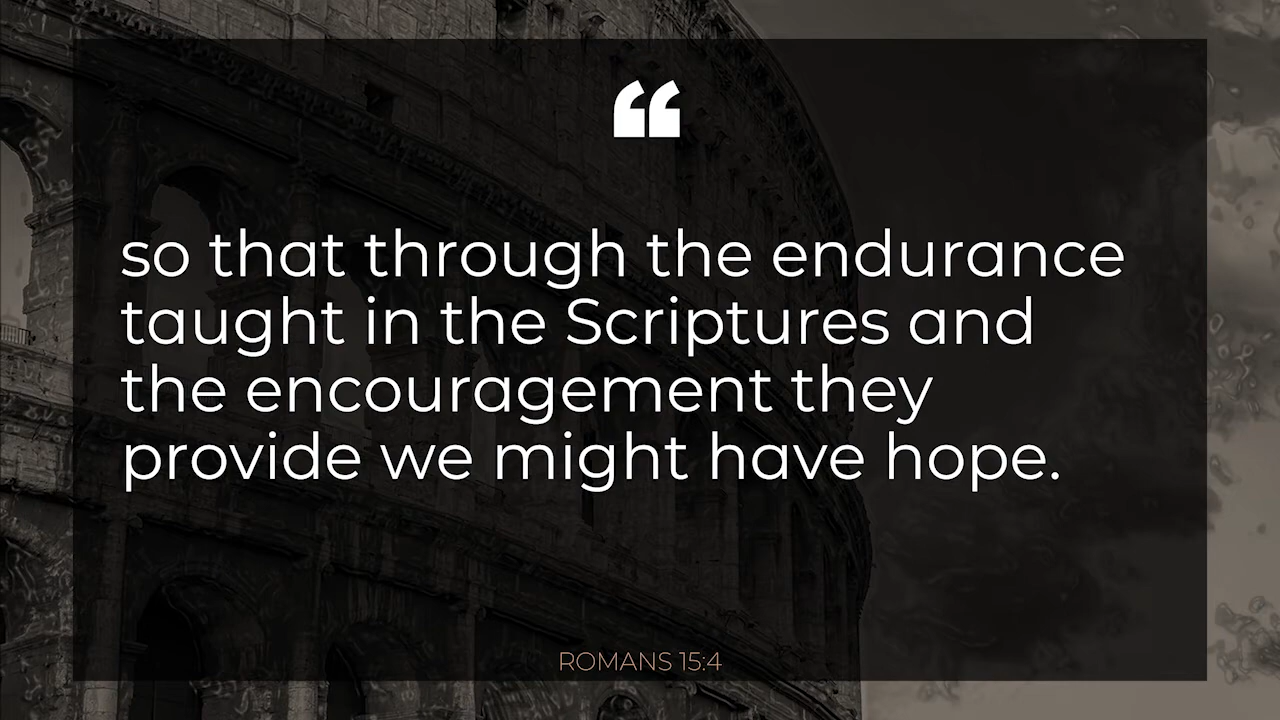 “
so that through the endurance
taught in the Scriptures and
the encouragement they
provide we might have hope.
ROMANS 15:4